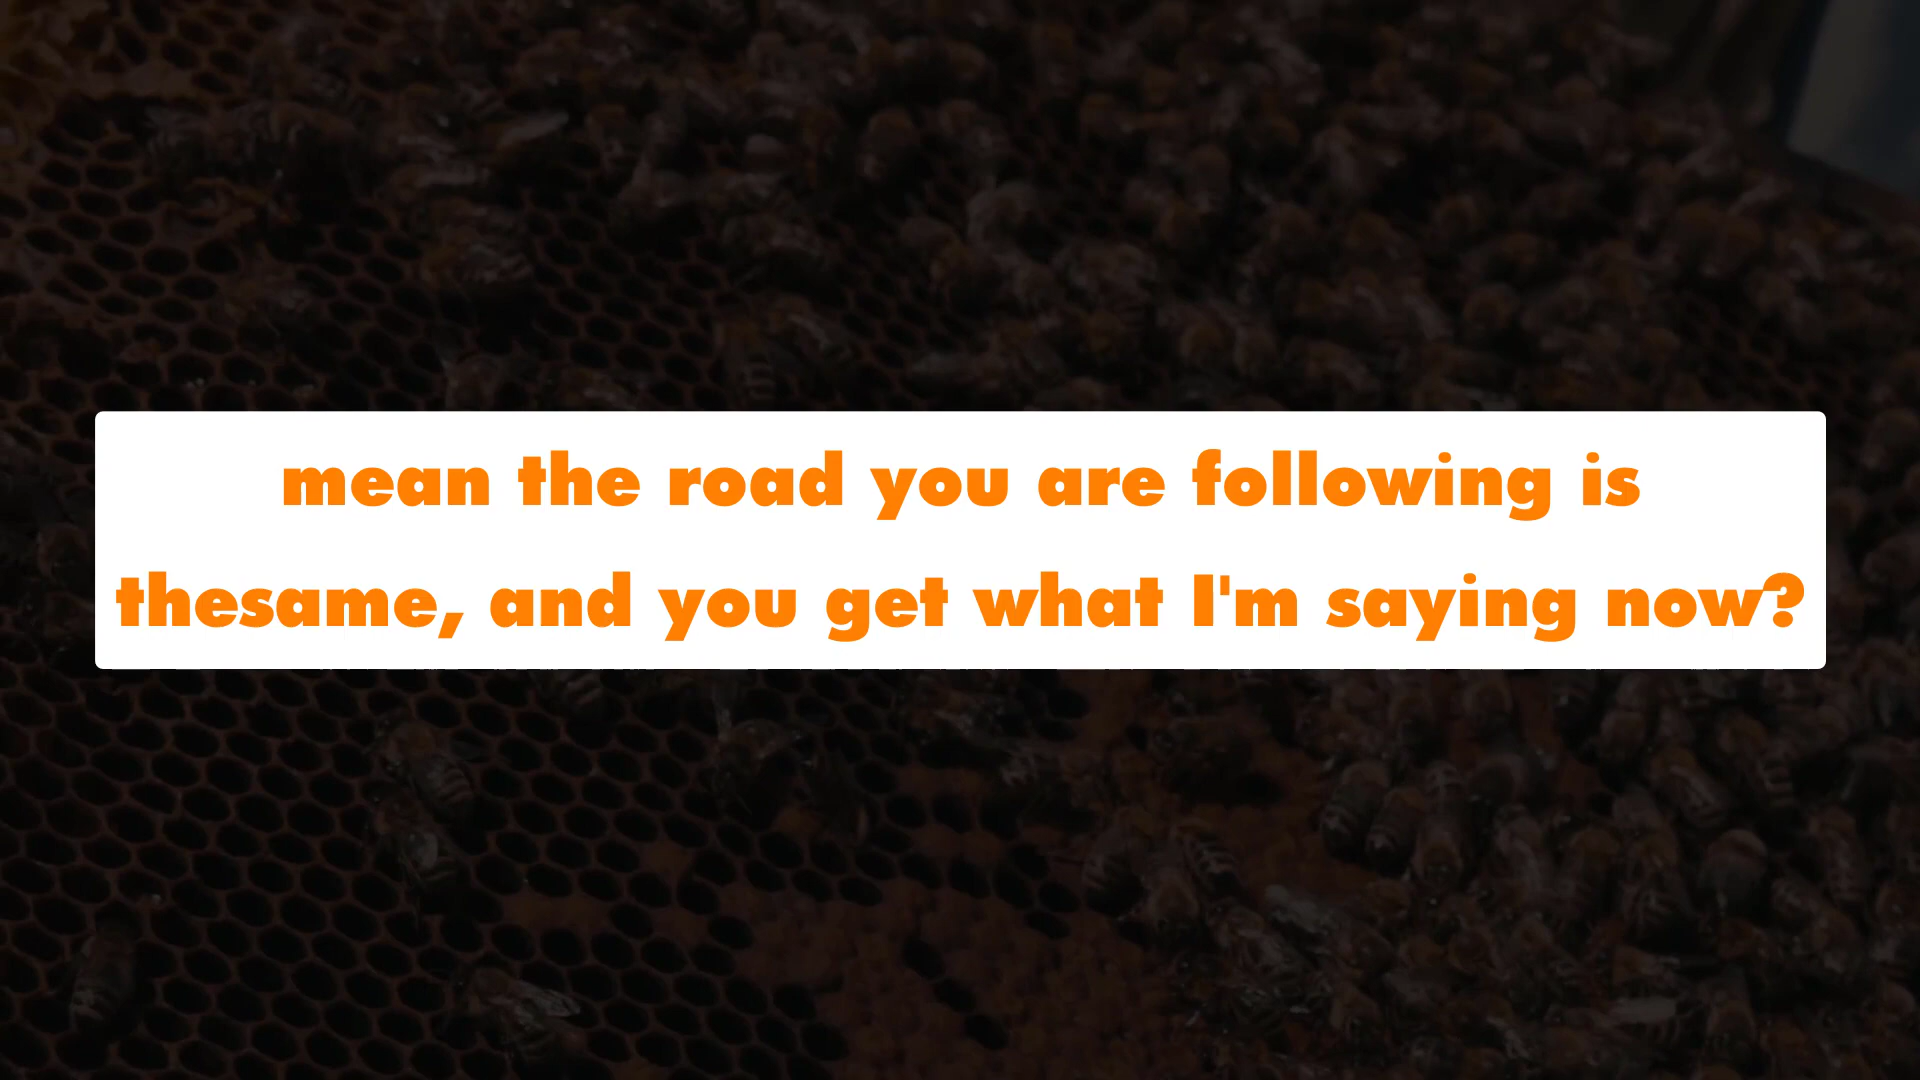 mean the road you are following is
thesame, and you get what I'm saying now?